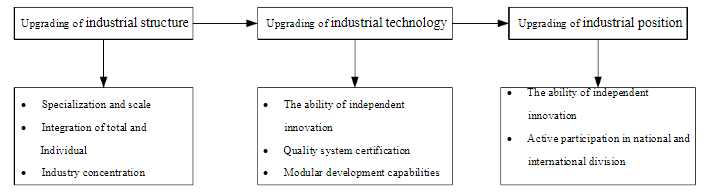 Upgrading of industrial structure
Upgrading of industrial technology
Upgrading of industrial position
• Specialization and scale
• Integration of total and
Individual
• Industry concentration
• The ability of independent
innovation
• Quality system certification
• Modular development capabilities
• The ability of independent
innovation
• Active participation in national and
international division